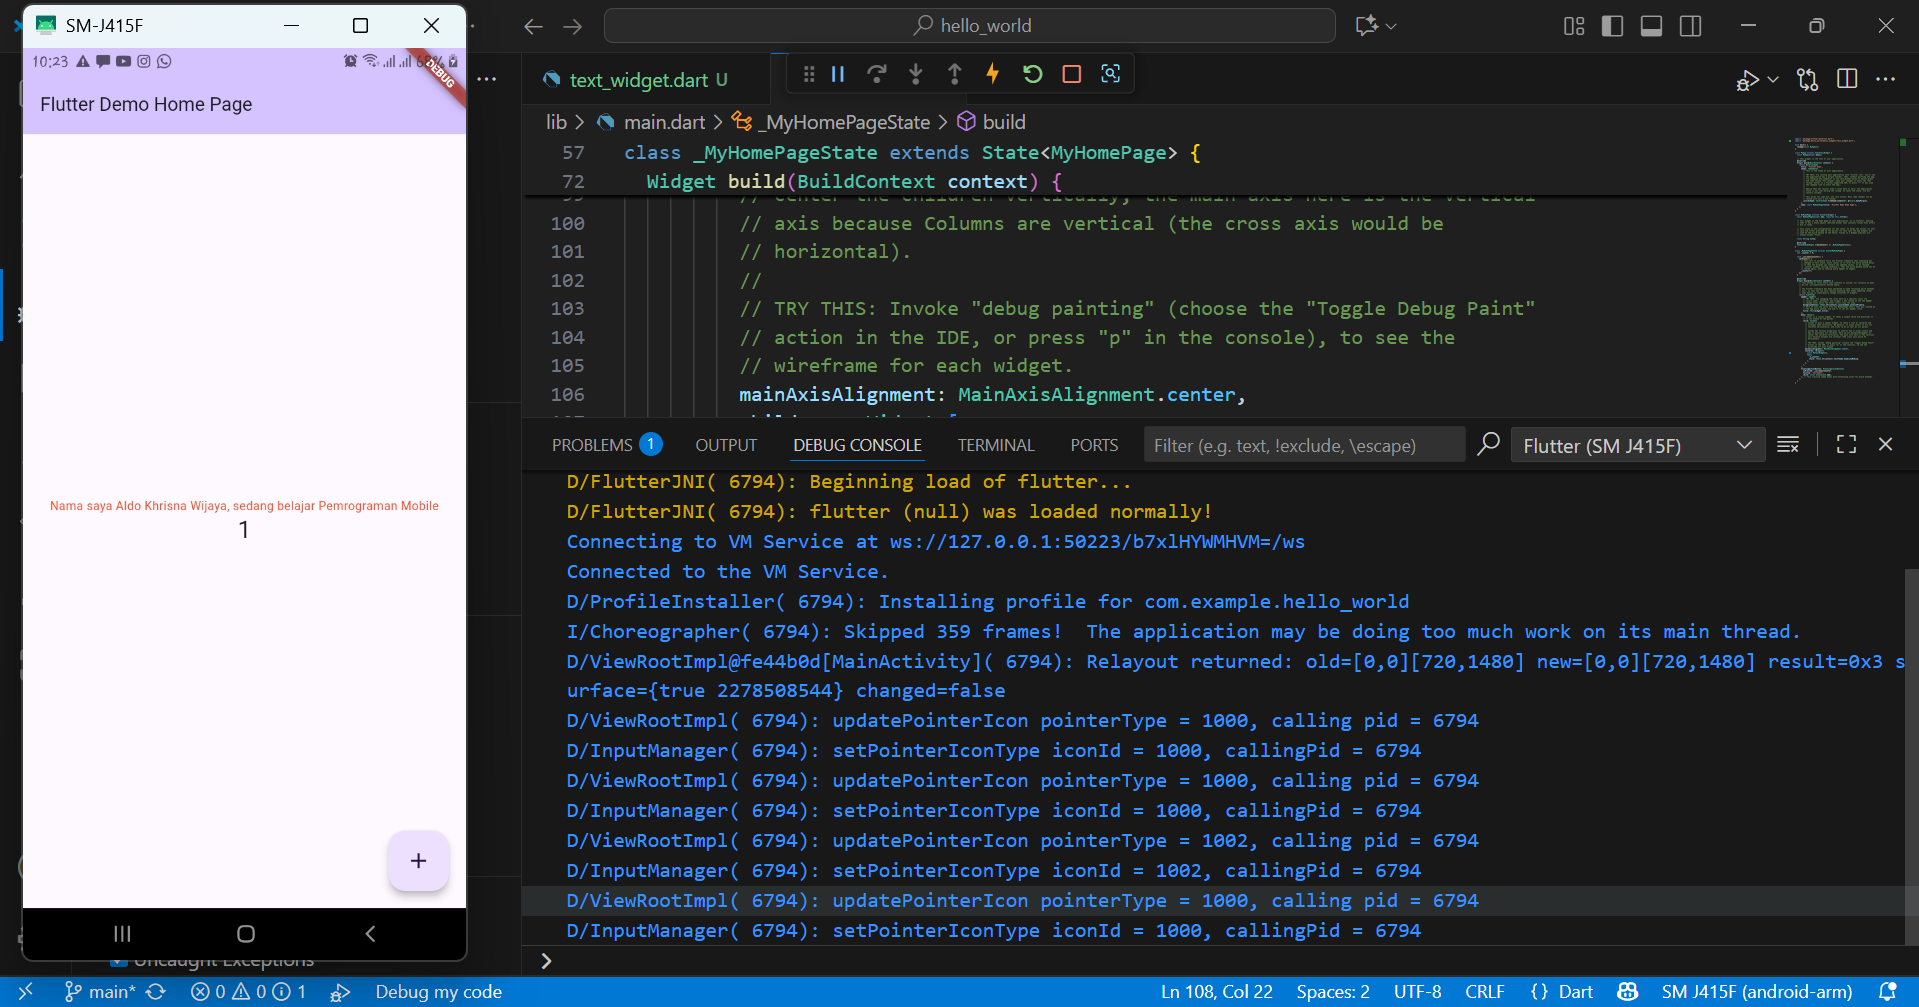 SM-J415F
10:23
68%
DEBUG
Flutter Demo Home Page
Nama saya Aldo Khrisna Wijaya, sedang belajar Pemrograman Mobile
1
+
Uncaught Exceptions
hello_world
text_widget.dart U
lib > main.dart > _MyHomePageState > build
57 class _MyHomePageState extends State<MyHomePage> {
72 Widget build(BuildContext context) {
// center the children vertically; the main axis here is the vertical
100 // axis because Columns are vertical (the cross axis would be
101 // horizontal).
102 //
103 // TRY THIS: Invoke "debug painting" (choose the "Toggle Debug Paint"
104 // action in the IDE, or press "p" in the console), to see the
105 // wireframe for each widget.
106 mainAxisAlignment: MainAxisAlignment.center,
PROBLEMS 1 OUTPUT DEBUG CONSOLE TERMINAL PORTS Filter (e.g. text, !exclude, \escape) Flutter (SM J415F)
D/FlutterJNI( 6794): Beginning load of flutter...
D/FlutterJNI( 6794): flutter (null) was loaded normally!
Connecting to VM Service at ws://127.0.0.1:50223/b7xlHYWMHVM=/ws
Connected to the VM Service.
D/ProfileInstaller( 6794): Installing profile for com.example.hello_world
I/Choreographer( 6794): Skipped 359 frames!  The application may be doing too much work on its main thread.
D/ViewRootImpl@fe44b0d[MainActivity]( 6794): Relayout returned: old=[0,0][720,1480] new=[0,0][720,1480] result=0x3 s
urface={true 2278508544} changed=false
D/ViewRootImpl( 6794): updatePointerIcon pointerType = 1000, calling pid = 6794
D/InputManager( 6794): setPointerIconType iconId = 1000, callingPid = 6794
D/ViewRootImpl( 6794): updatePointerIcon pointerType = 1000, calling pid = 6794
D/InputManager( 6794): setPointerIconType iconId = 1000, callingPid = 6794
D/ViewRootImpl( 6794): updatePointerIcon pointerType = 1002, calling pid = 6794
D/InputManager( 6794): setPointerIconType iconId = 1002, callingPid = 6794
D/ViewRootImpl( 6794): updatePointerIcon pointerType = 1000, calling pid = 6794
D/InputManager( 6794): setPointerIconType iconId = 1000, callingPid = 6794
>
main* 0 0 1 Debug my code Ln 108, Col 22 Spaces: 2 UTF-8 CRLF {} Dart SM J415F (android-arm)